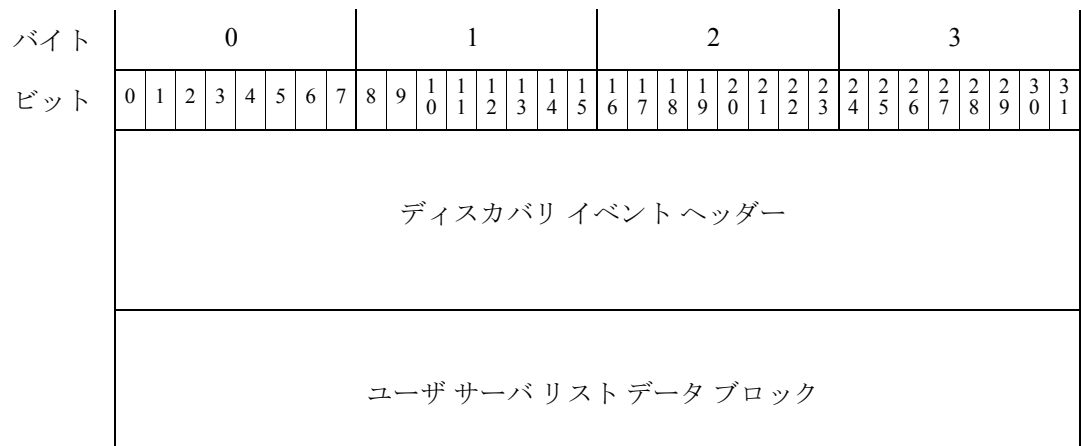 バイト 0 1 2 3
ビット 0 1 2 3 4 5 6 7 8 9 10 11 12 13 14 15 16 17 18 19 20 21 22 23 24 25 26 27 28 29 30 31
ディスカバリ イベント ヘッダー
ユーザ サーバ リスト データ ブロック